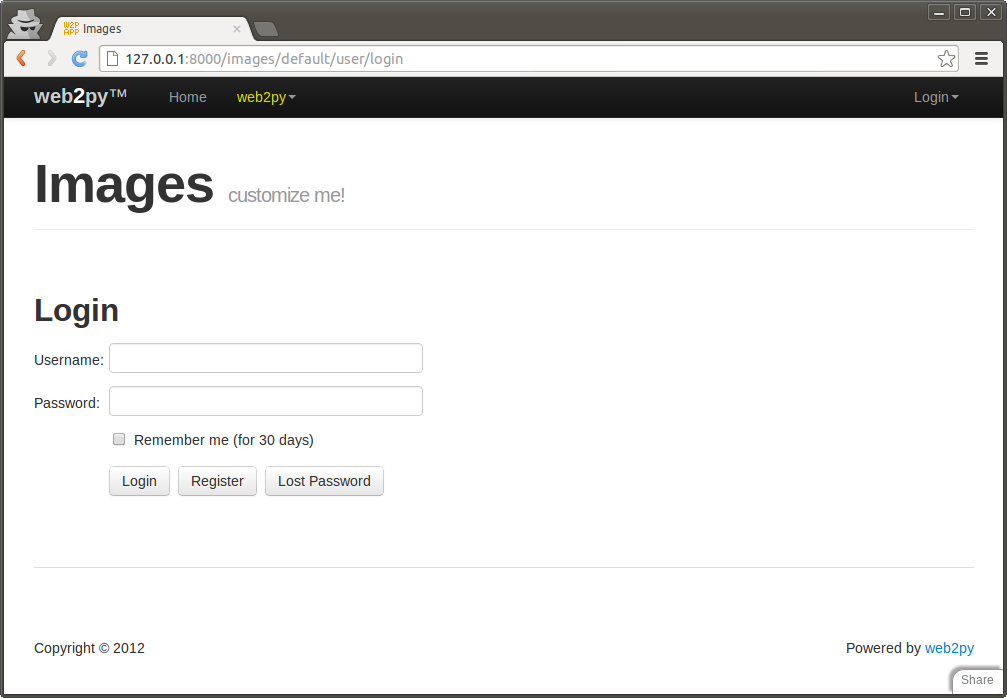 W2P APP Images
127.0.0.1:8000/images/default/user/login
web2py™ Home web2py Login
Images customize me!
Login
Username:
Password:
Remember me (for 30 days)
Login Register Lost Password
Copyright © 2012 Powered by web2py
Share